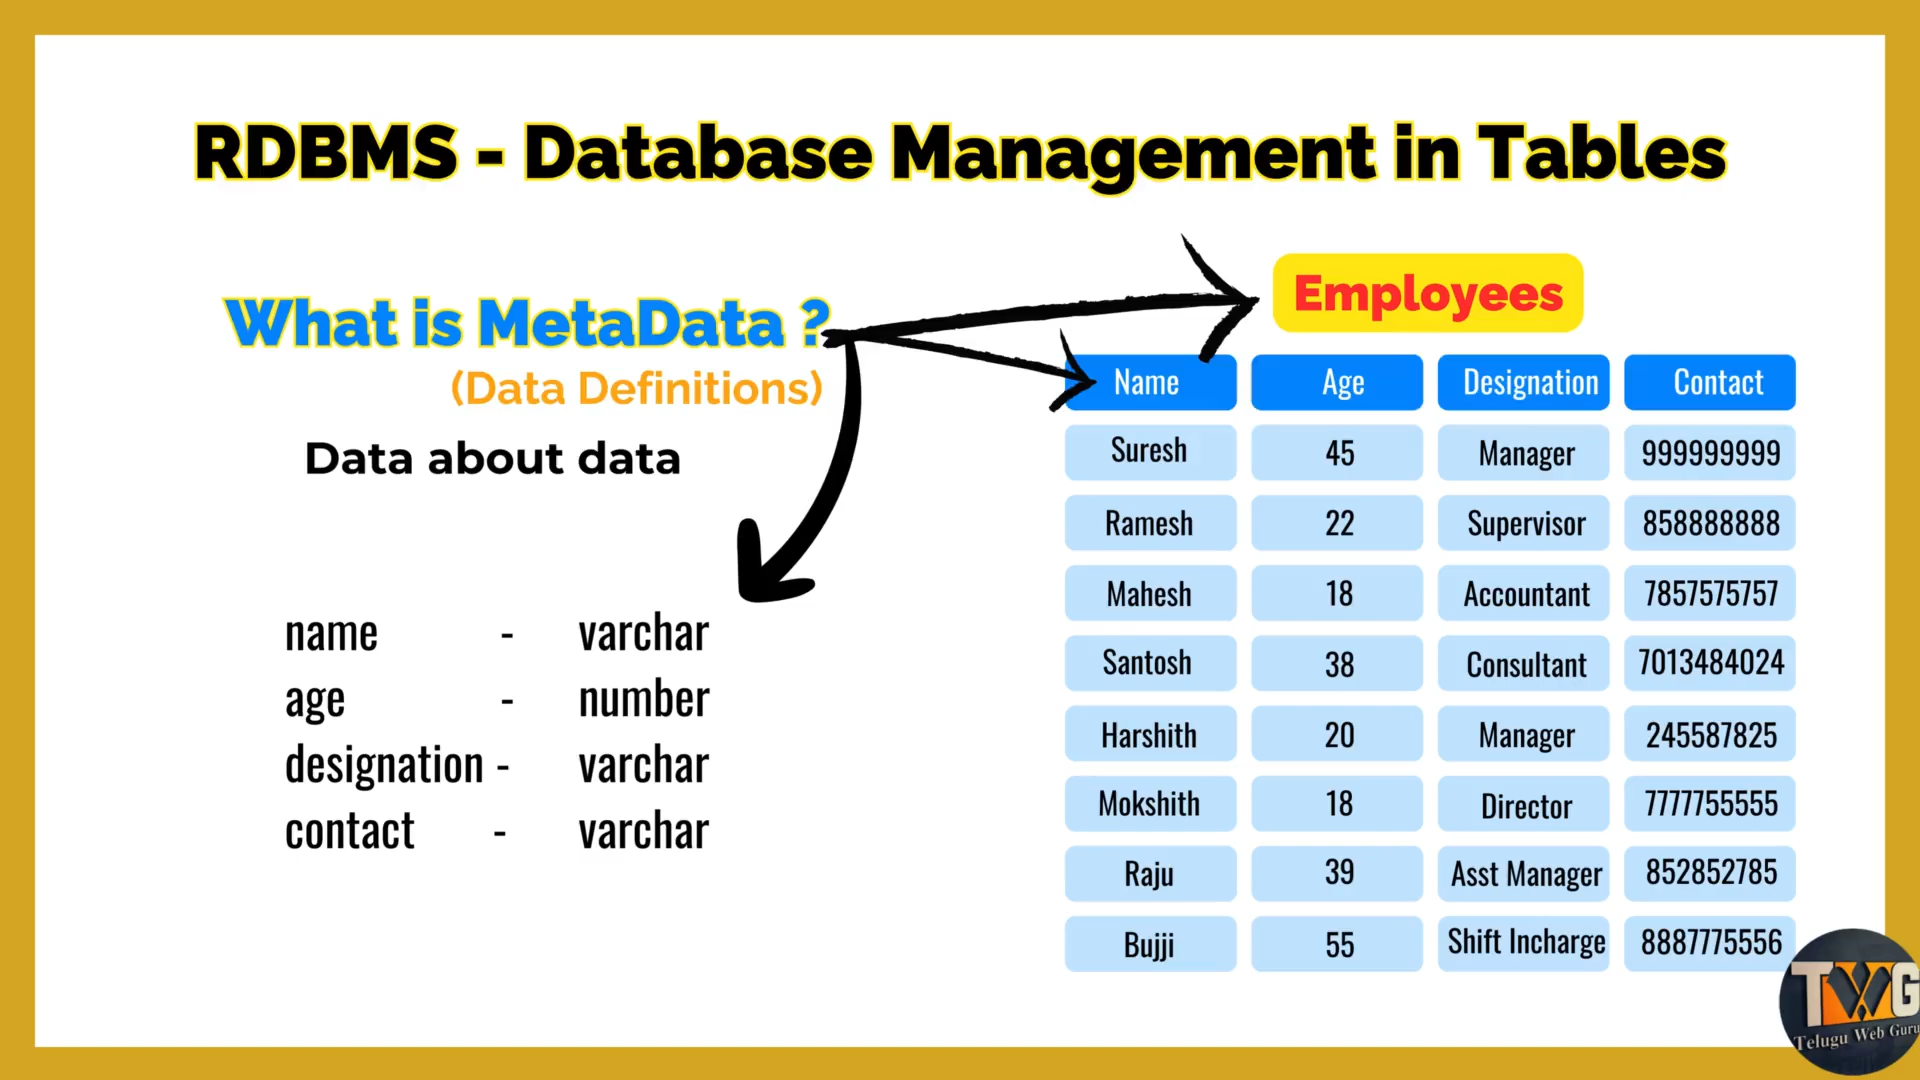 RDBMS - Database Management in Tables
What is MetaData ?
(Data Definitions)
Data about data
name - varchar
age - number
designation - varchar
contact - varchar
Employees
Name Age Designation Contact
Suresh 45 Manager 999999999
Ramesh 22 Supervisor 858888888
Mahesh 18 Accountant 7857575757
Santosh 38 Consultant 7013484024
Harshith 20 Manager 245587825
Mokshith 18 Director 7777755555
Raju 39 Asst Manager 852852785
Bujji 55 Shift Incharge 8887775556
TWG
Telugu Web Guru